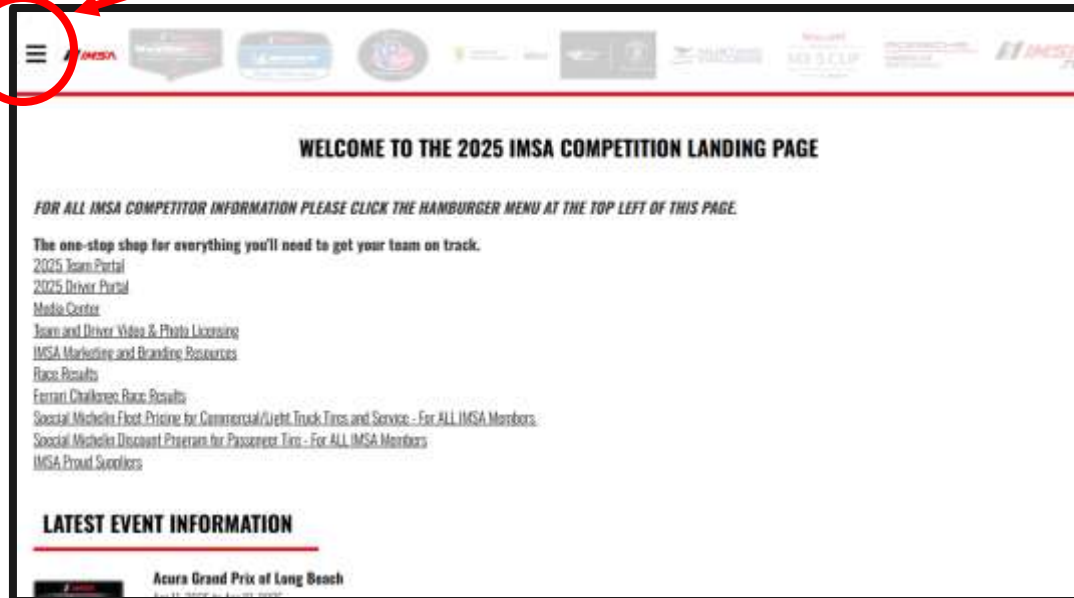 IMSA
WELCOME TO THE 2025 IMSA COMPETITION LANDING PAGE
FOR ALL IMSA COMPETITOR INFORMATION PLEASE CLICK THE HAMBURGER MENU AT THE TOP LEFT OF THIS PAGE.
The one-stop shop for everything you'll need to get your team on track.
2025 Team Portal
2025 Driver Portal
Media Center
Team and Driver Video & Photo Licensing
IMSA Marketing and Branding Resources
Race Results
Ferrari Challenge Race Results
Special Michelin Fleet Pricing for Commercial/Light Truck Tires and Service - For ALL IMSA Members
Special Michelin Discount Program for Passenger Tire - For ALL IMSA Members
IMSA Proud Suppliers
LATEST EVENT INFORMATION
Acura Grand Prix of Long Beach